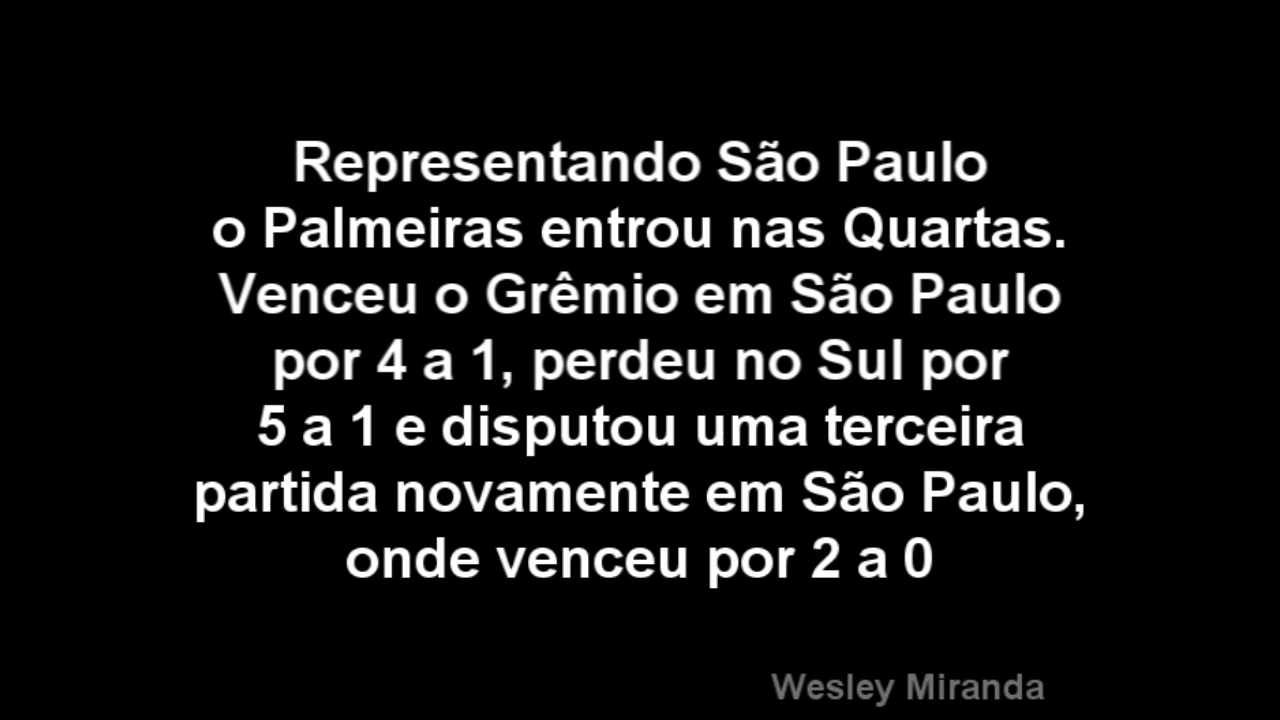 Representando São Paulo
o Palmeiras entrou nas Quartas.
Venceu o Grêmio em São Paulo
por 4 a 1, perdeu no Sul por
5 a 1 e disputou uma terceira
partida novamente em São Paulo,
onde venceu por 2 a 0
Wesley Miranda